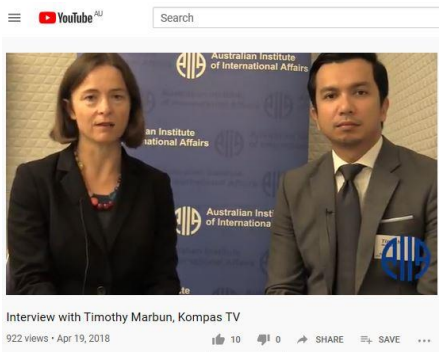 YouTube AU
Search
Australian Institute
of International Affairs
an Institute
national Affairs
Australian Insti
of Internationa
Interview with Timothy Marbun, Kompas TV
922 views • Apr 19, 2018
10
0
SHARE
SAVE